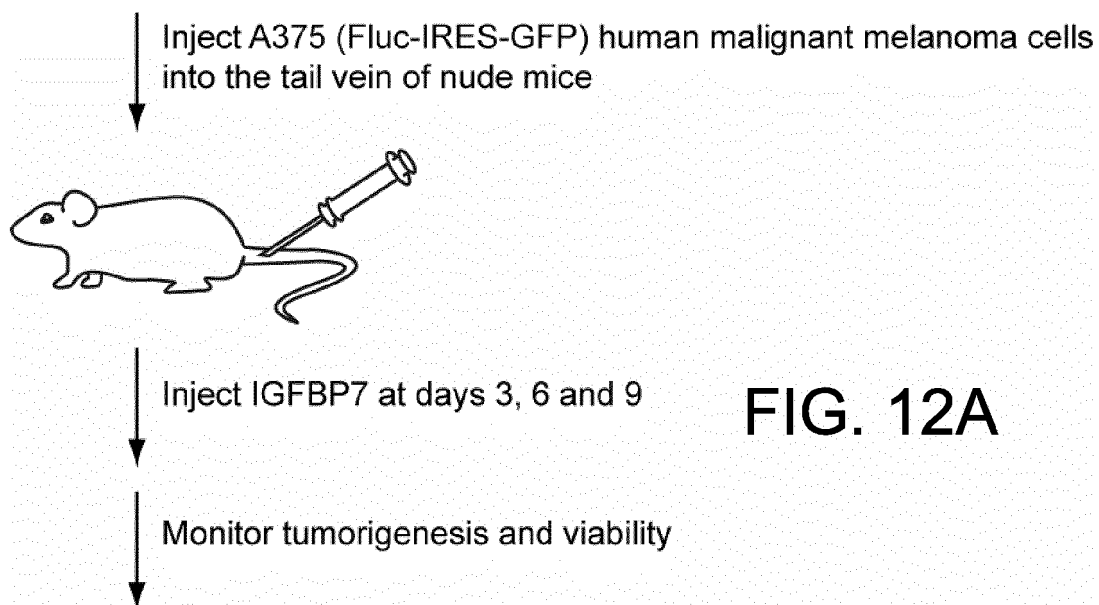 Inject A375 (Fluc-IRES-GFP) human malignant melanoma cells
into the tail vein of nude mice
Inject IGFBP7 at days 3, 6 and 9
FIG. 12A
Monitor tumorigenesis and viability